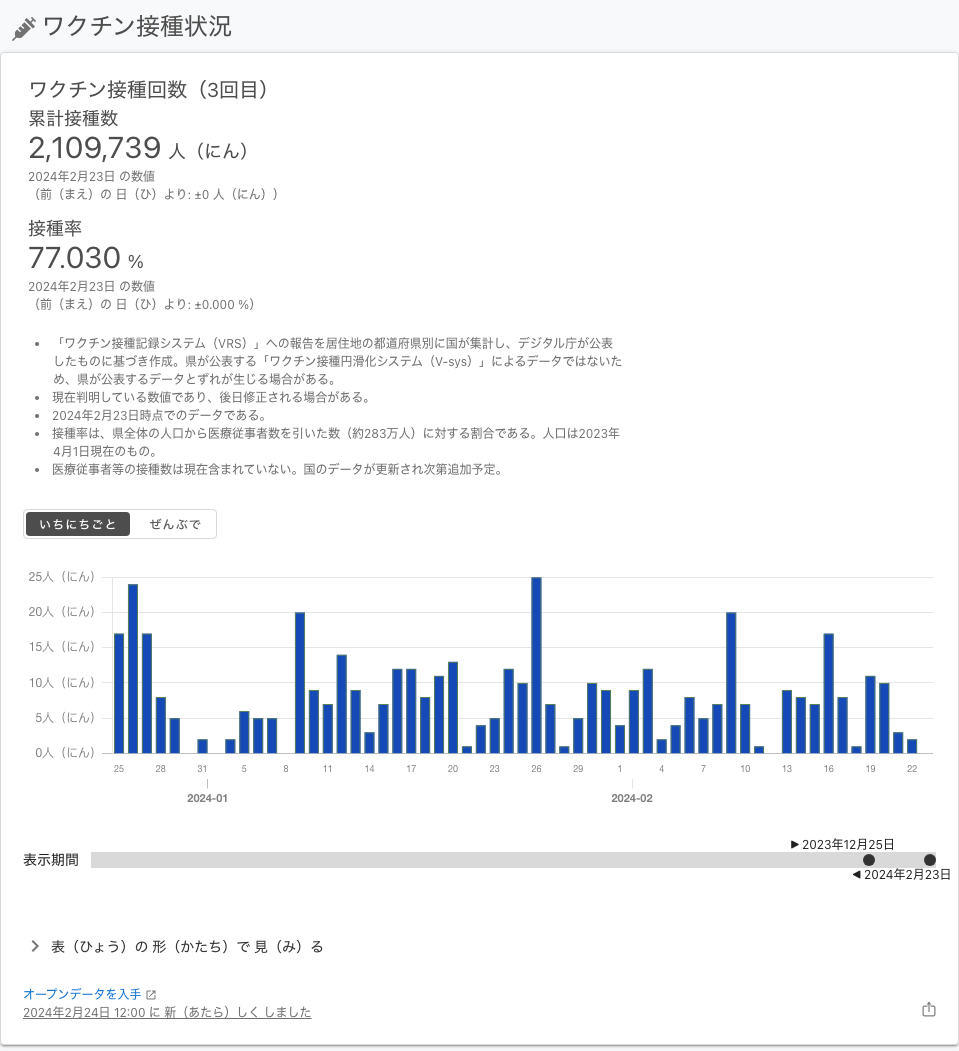 ワクチン接種状況
ワクチン接種回数（3回目）
累計接種数
2,109,739 人（にん）
2024年2月23日 の数値
（前（まえ）の 日（ひ）より: ±0 人（にん））
接種率
77.030 %
2024年2月23日 の数値
（前（まえ）の 日（ひ）より: ±0.000 %）
• 「ワクチン接種記録システム（VRS）」への報告を居住地の都道府県別に国が集計し、デジタル庁が公表
したものに基づき作成。県が公表する「ワクチン接種円滑化システム（V-sys）」によるデータではないた
め、県が公表するデータとずれが生じる場合がある。
• 現在判明している数値であり、後日修正される場合がある。
• 2024年2月23日時点でのデータである。
• 接種率は、県全体の人口から医療従事者数を引いた数（約283万人）に対する割合である。人口は2023年
4月1日現在のもの。
• 医療従事者等の接種数は現在含まれていない。国のデータが更新され次第追加予定。
いちにちごと ぜんぶで
25人（にん）
20人（にん）
15人（にん）
10人（にん）
5人（にん）
0人（にん）
25 28 31 5 8 11 14 17 20 23 26 29 1 4 7 10 13 16 19 22
2024-01 2024-02
▶ 2023年12月25日
表示期間
◀ 2024年2月23日
表（ひょう）の 形（かたち）で 見（み）る
オープンデータを入手
2024年2月24日 12:00 に 新（あたら）しく しました